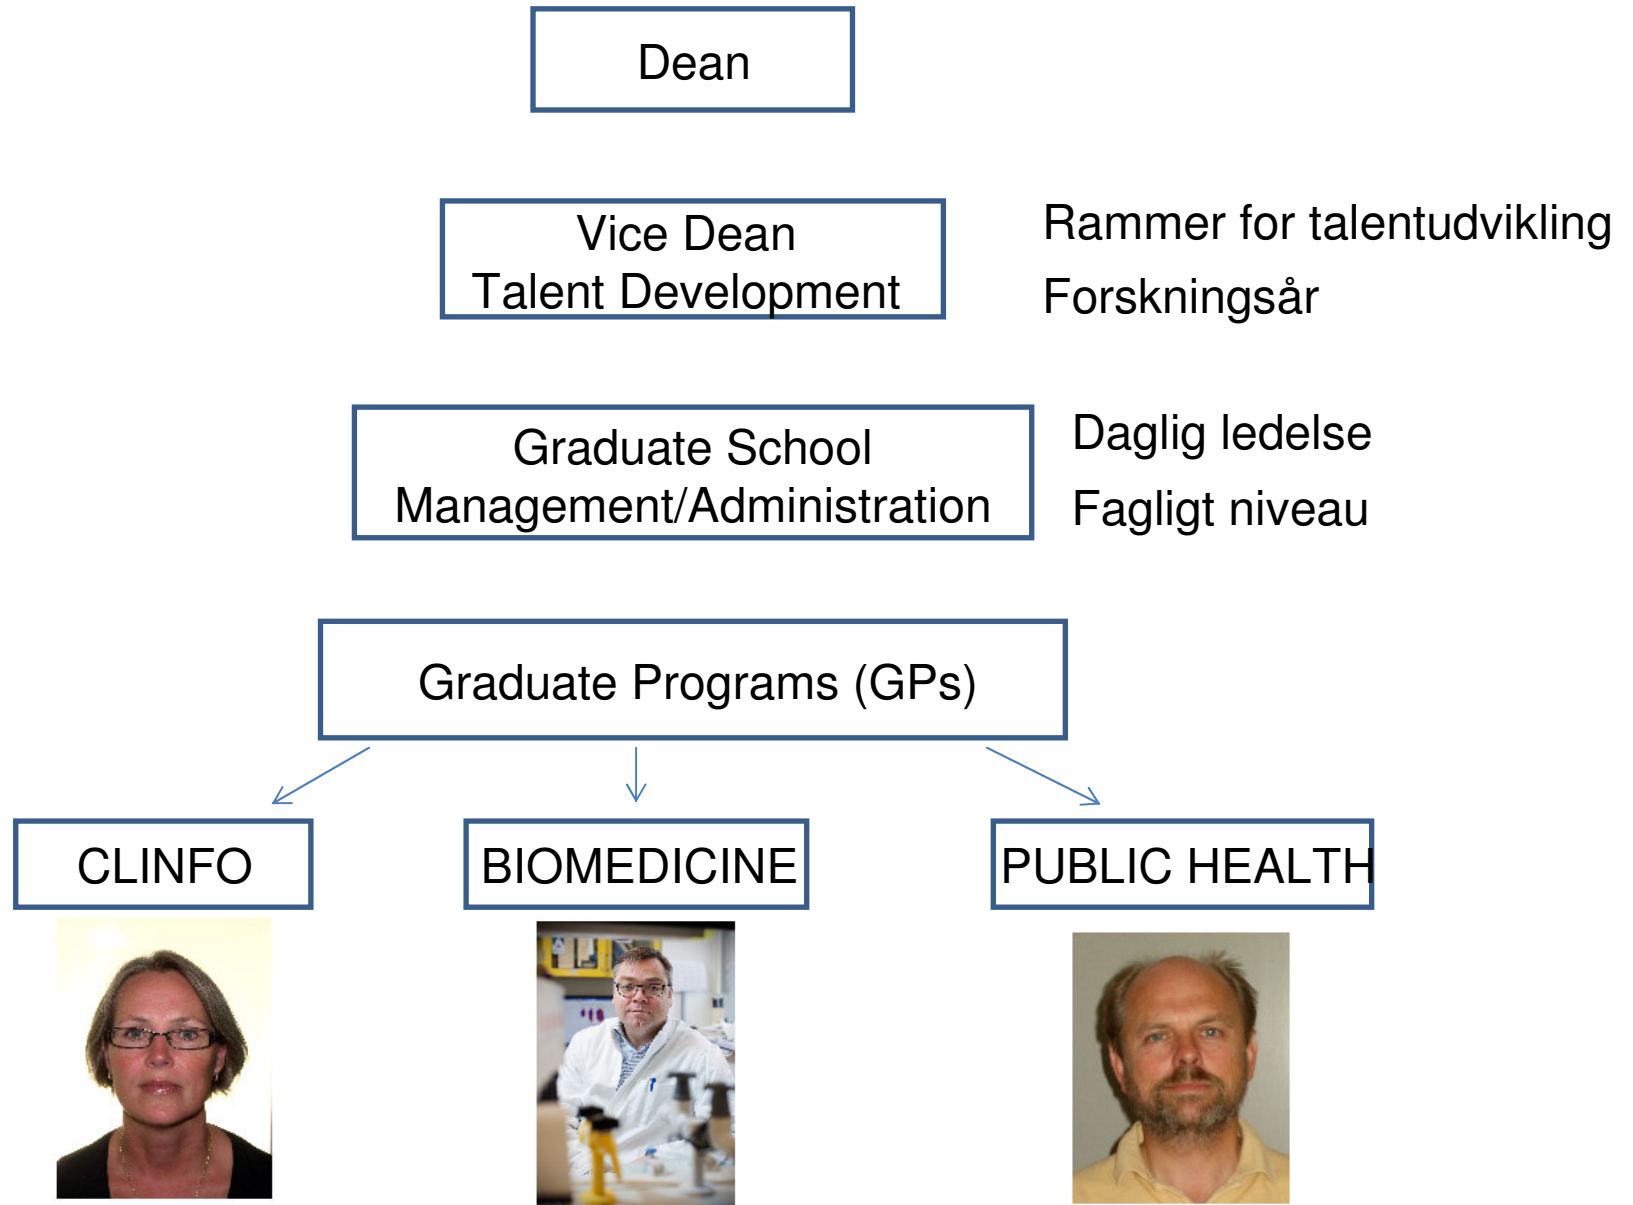 Dean
Vice Dean
Talent Development
Rammer for talentudvikling
Forskningsår
Graduate School
Management/Administration
Daglig ledelse
Fagligt niveau
Graduate Programs (GPs)
CLINFO
BIOMEDICINE
PUBLIC HEALTH